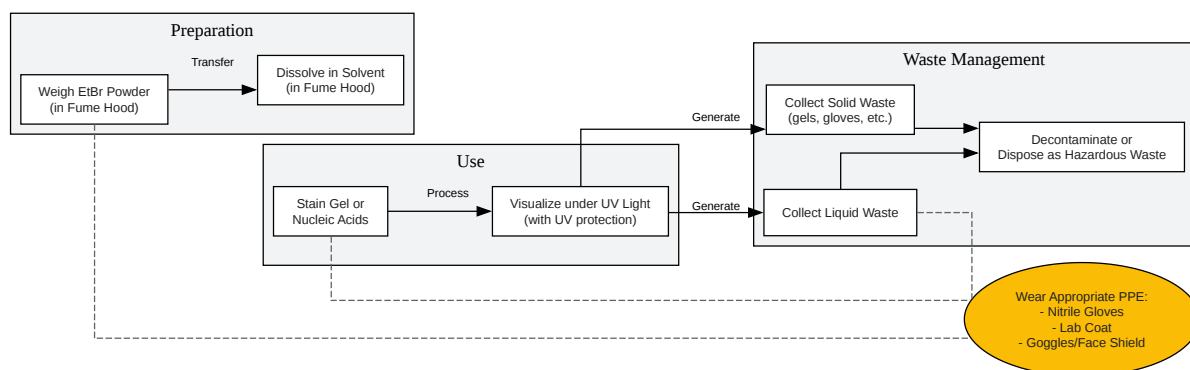 Preparation
Transfer
Weigh EtBr Powder
(in Fume Hood)
Dissolve in Solvent
(in Fume Hood)
Use
Stain Gel or
Nucleic Acids
Process
Visualize under UV Light
(with UV protection)
Generate
Generate
Waste Management
Collect Solid Waste
(gels, gloves, etc.)
Decontaminate or
Dispose as Hazardous Waste
Collect Liquid Waste
Wear Appropriate PPE:
- Nitrile Gloves
- Lab Coat
- Goggles/Face Shield